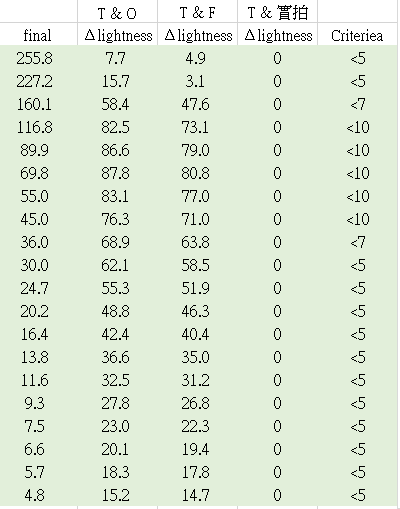 T & O T & F T & 實拍
final Δlightness Δlightness Δlightness Criteriea
255.8 7.7 4.9 0 <5
227.2 15.7 3.1 0 <5
160.1 58.4 47.6 0 <7
116.8 82.5 73.1 0 <10
89.9 86.6 79.0 0 <10
69.8 87.8 80.8 0 <10
55.0 83.1 77.0 0 <10
45.0 76.3 71.0 0 <10
36.0 68.9 63.8 0 <7
30.0 62.1 58.5 0 <5
24.7 55.3 51.9 0 <5
20.2 48.8 46.3 0 <5
16.4 42.4 40.4 0 <5
13.8 36.6 35.0 0 <5
11.6 32.5 31.2 0 <5
9.3 27.8 26.8 0 <5
7.5 23.0 22.3 0 <5
6.6 20.1 19.4 0 <5
5.7 18.3 17.8 0 <5
4.8 15.2 14.7 0 <5